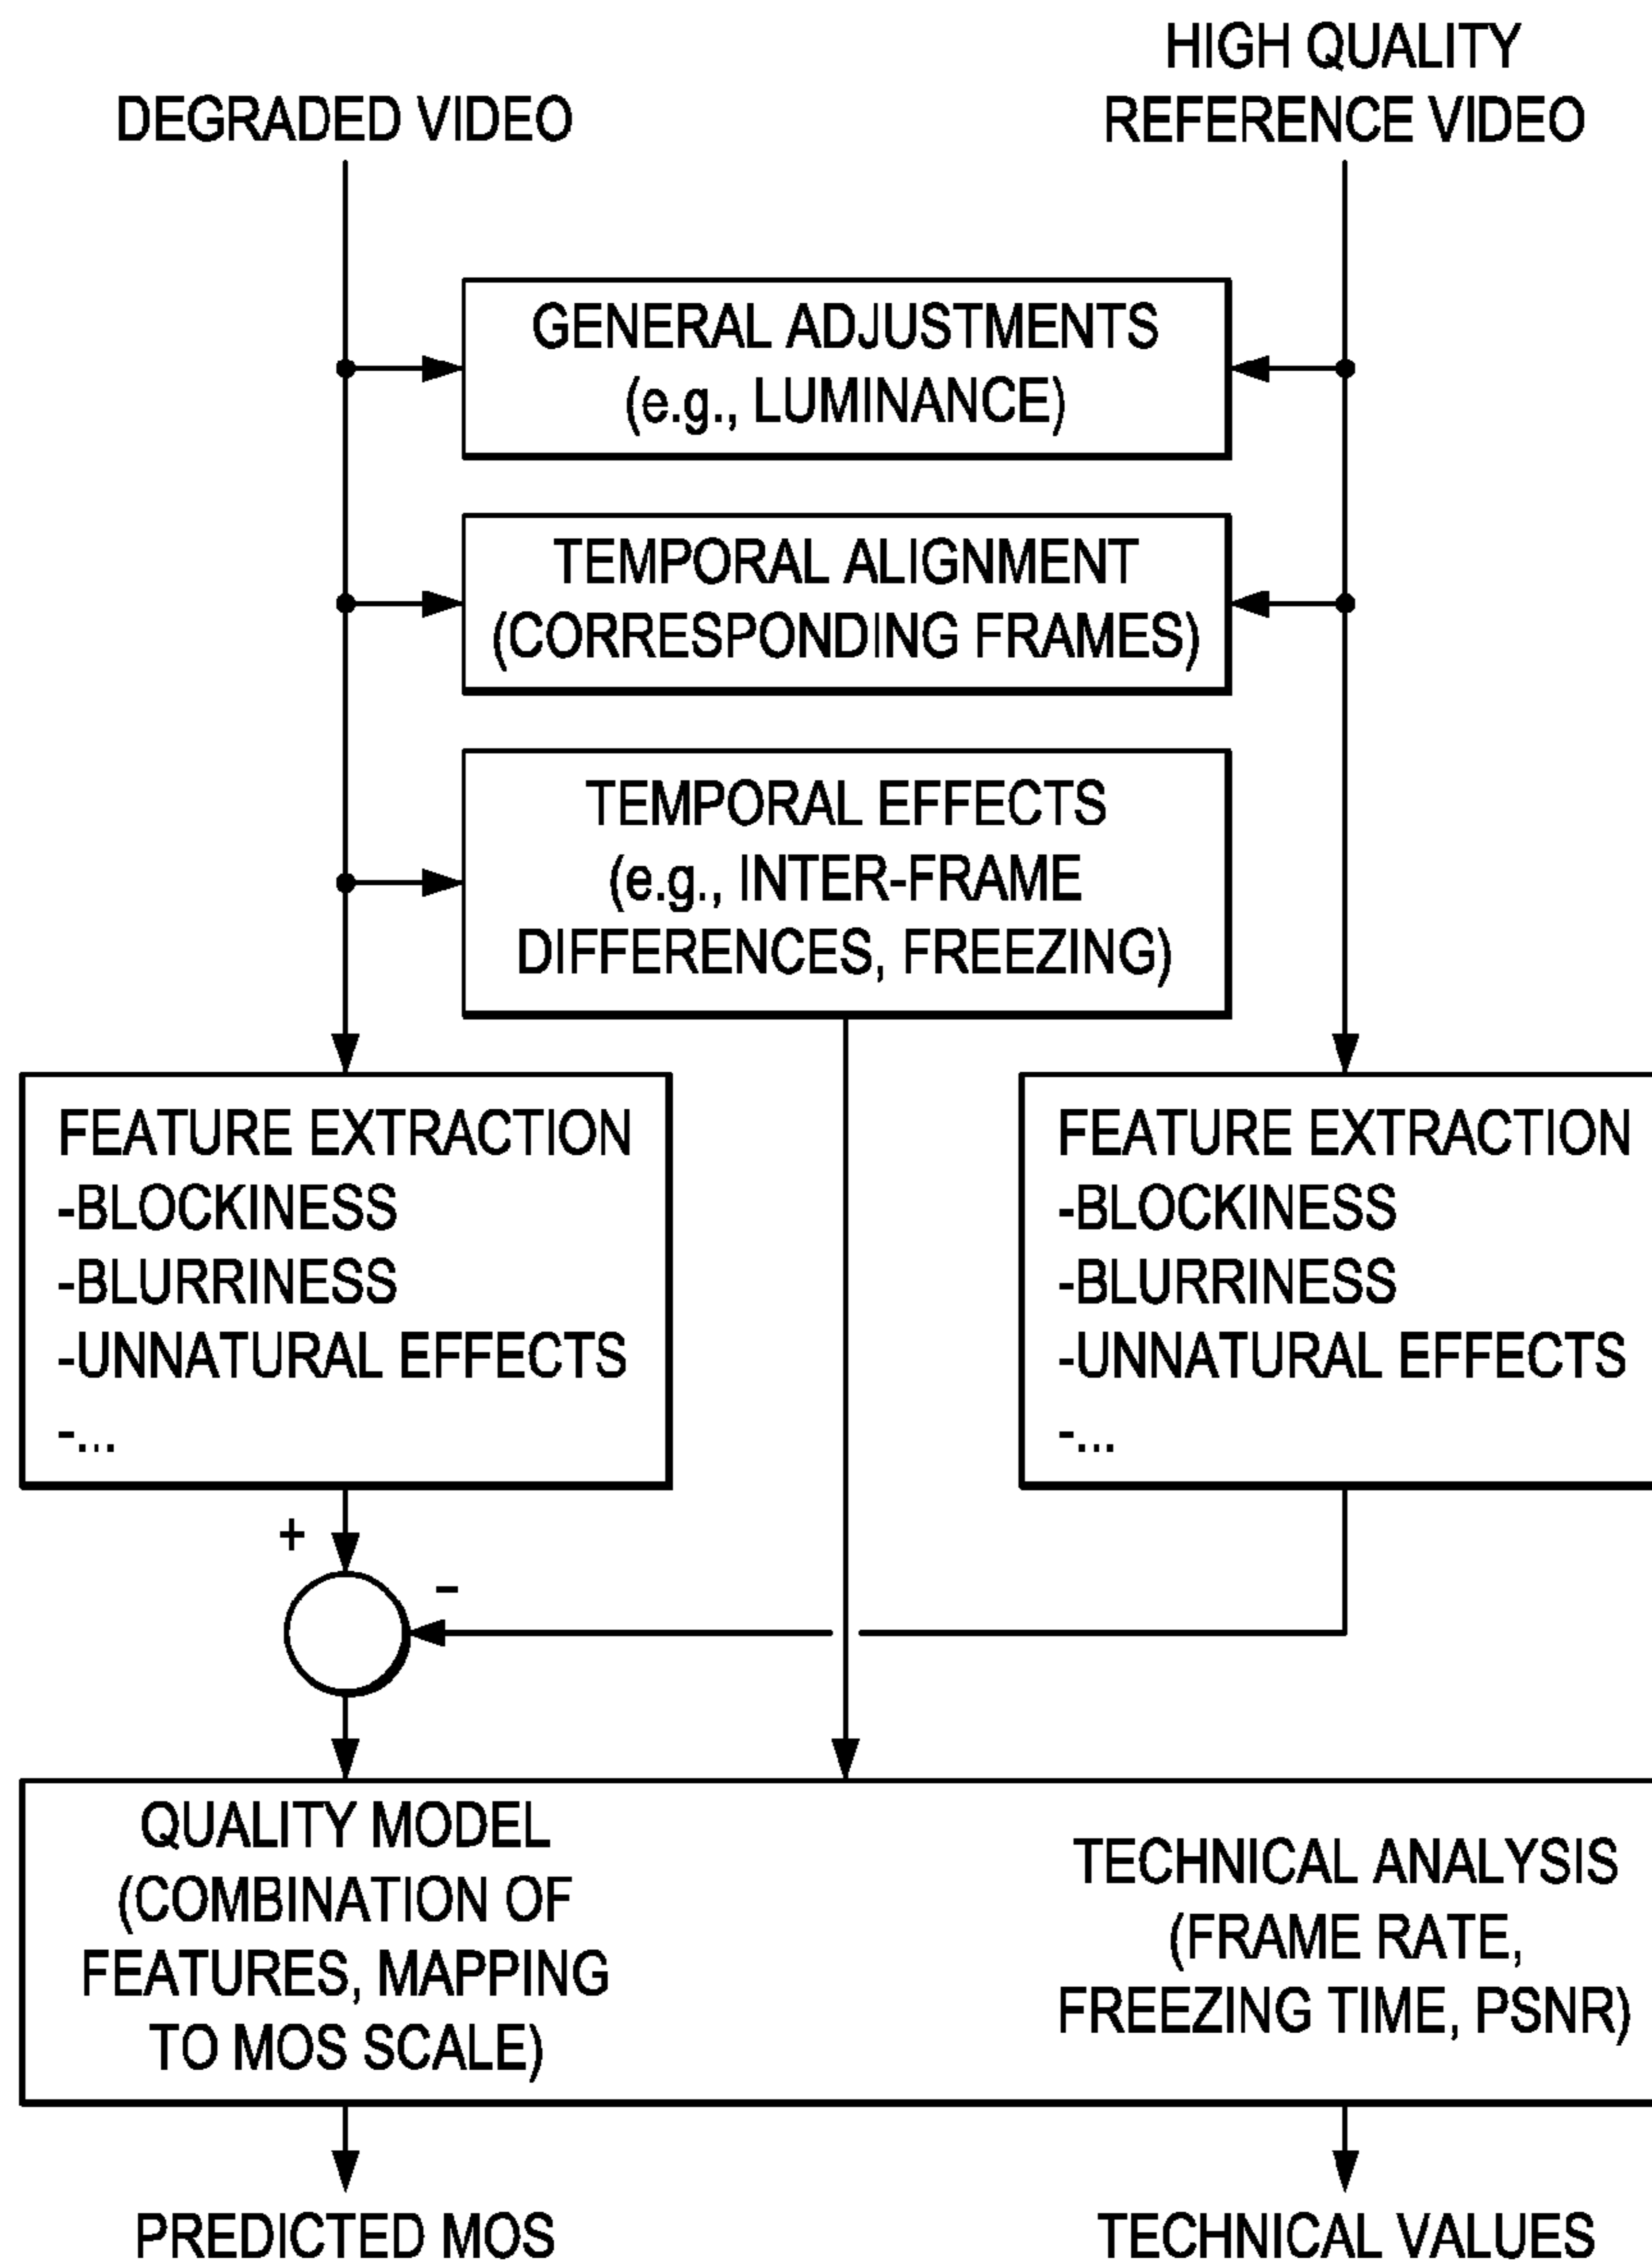 HIGH QUALITY
DEGRADED VIDEO
REFERENCE VIDEO
GENERAL ADJUSTMENTS
(e.g., LUMINANCE)
TEMPORAL ALIGNMENT
(CORRESPONDING FRAMES)
TEMPORAL EFFECTS
(e.g., INTER-FRAME
DIFFERENCES, FREEZING)
FEATURE EXTRACTION
-BLOCKINESS
-BLURRINESS
-UNNATURAL EFFECTS
-...
FEATURE EXTRACTION
-BLOCKINESS
-BLURRINESS
-UNNATURAL EFFECTS
-...
+
-
QUALITY MODEL
(COMBINATION OF
FEATURES, MAPPING
TO MOS SCALE)
TECHNICAL ANALYSIS
(FRAME RATE,
FREEZING TIME, PSNR)
PREDICTED MOS
TECHNICAL VALUES